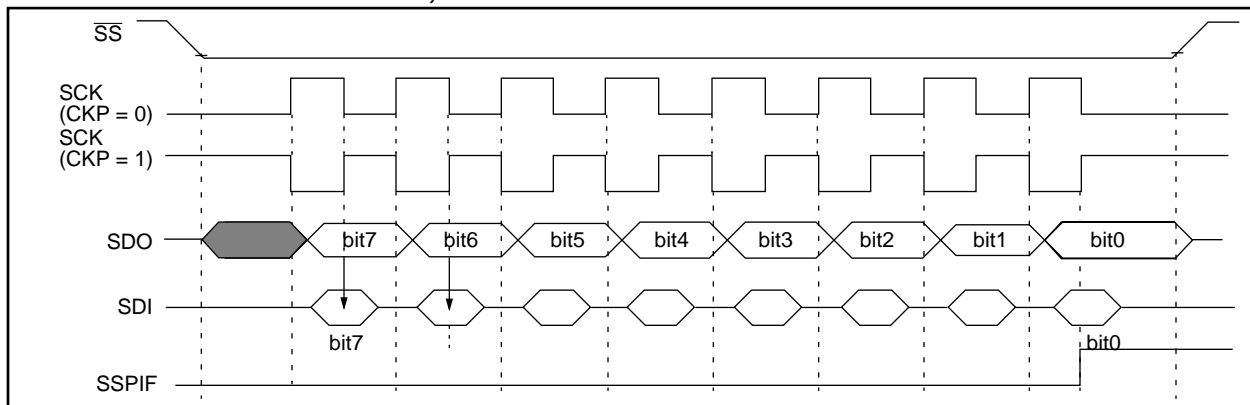 SS
SCK
(CKP = 0)
SCK
(CKP = 1)
SDO bit7 bit6 bit5 bit4 bit3 bit2 bit1 bit0
SDI
bit7 bit0
SSPIF